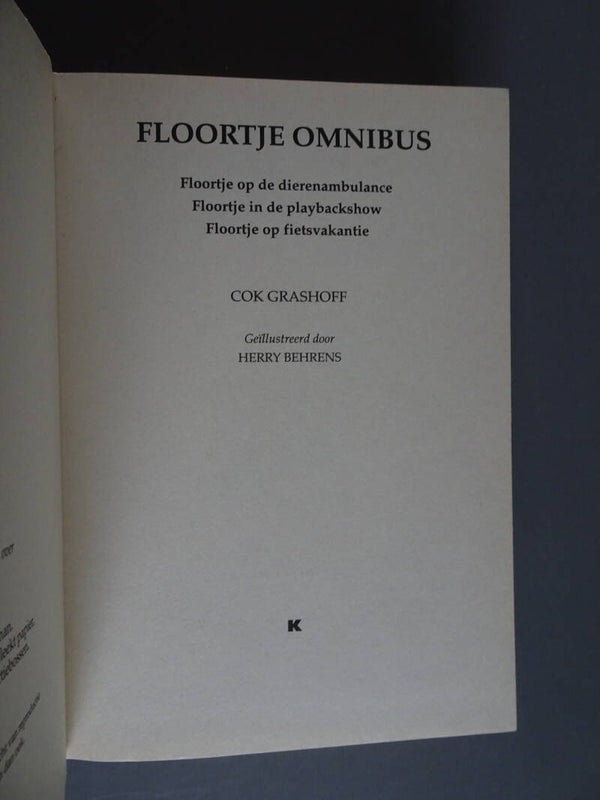 FLOORTJE OMNIBUS
Floortje op de dierenambulance
Floortje in de playbackshow
Floortje op fietsvakantie
COK GRASHOFF
Geïllustreerd door
HERRY BEHRENS
K
papier.